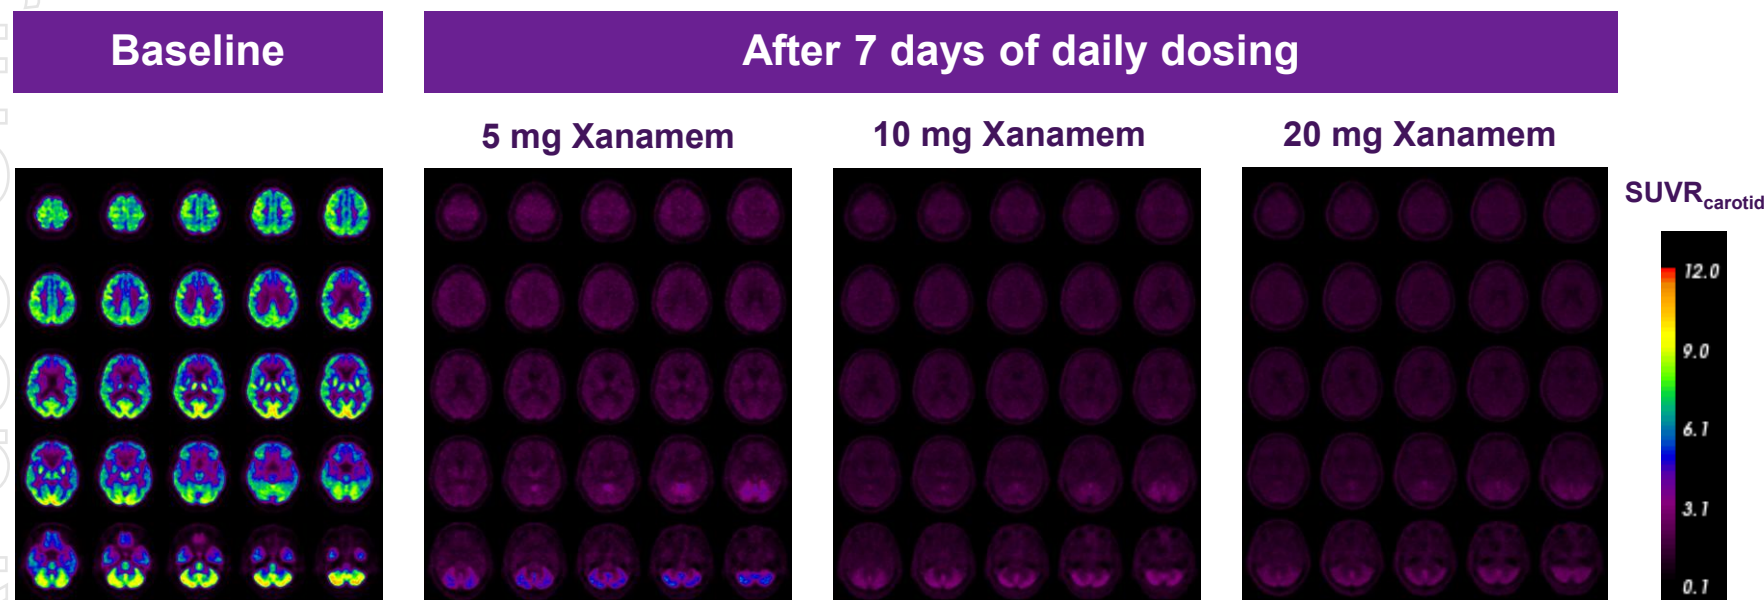 Baseline
After 7 days of daily dosing
5 mg Xanamem
10 mg Xanamem
20 mg Xanamem
SUVRcarotid
12.0
9.0
6.1
3.1
0.1